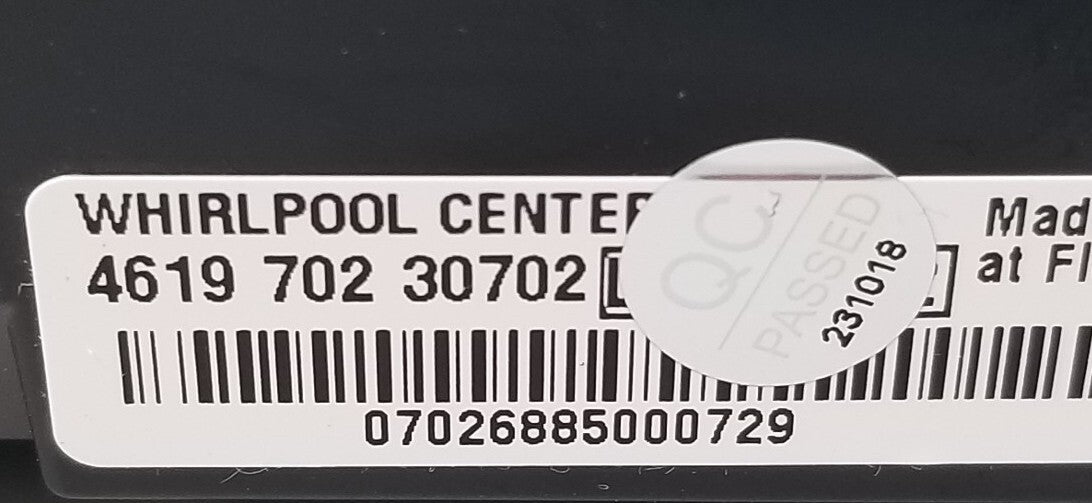 WHIRLPOOL CENTER
Mad
4619 702 30702
at Fl
QC
PASSED
231018
07026885000729